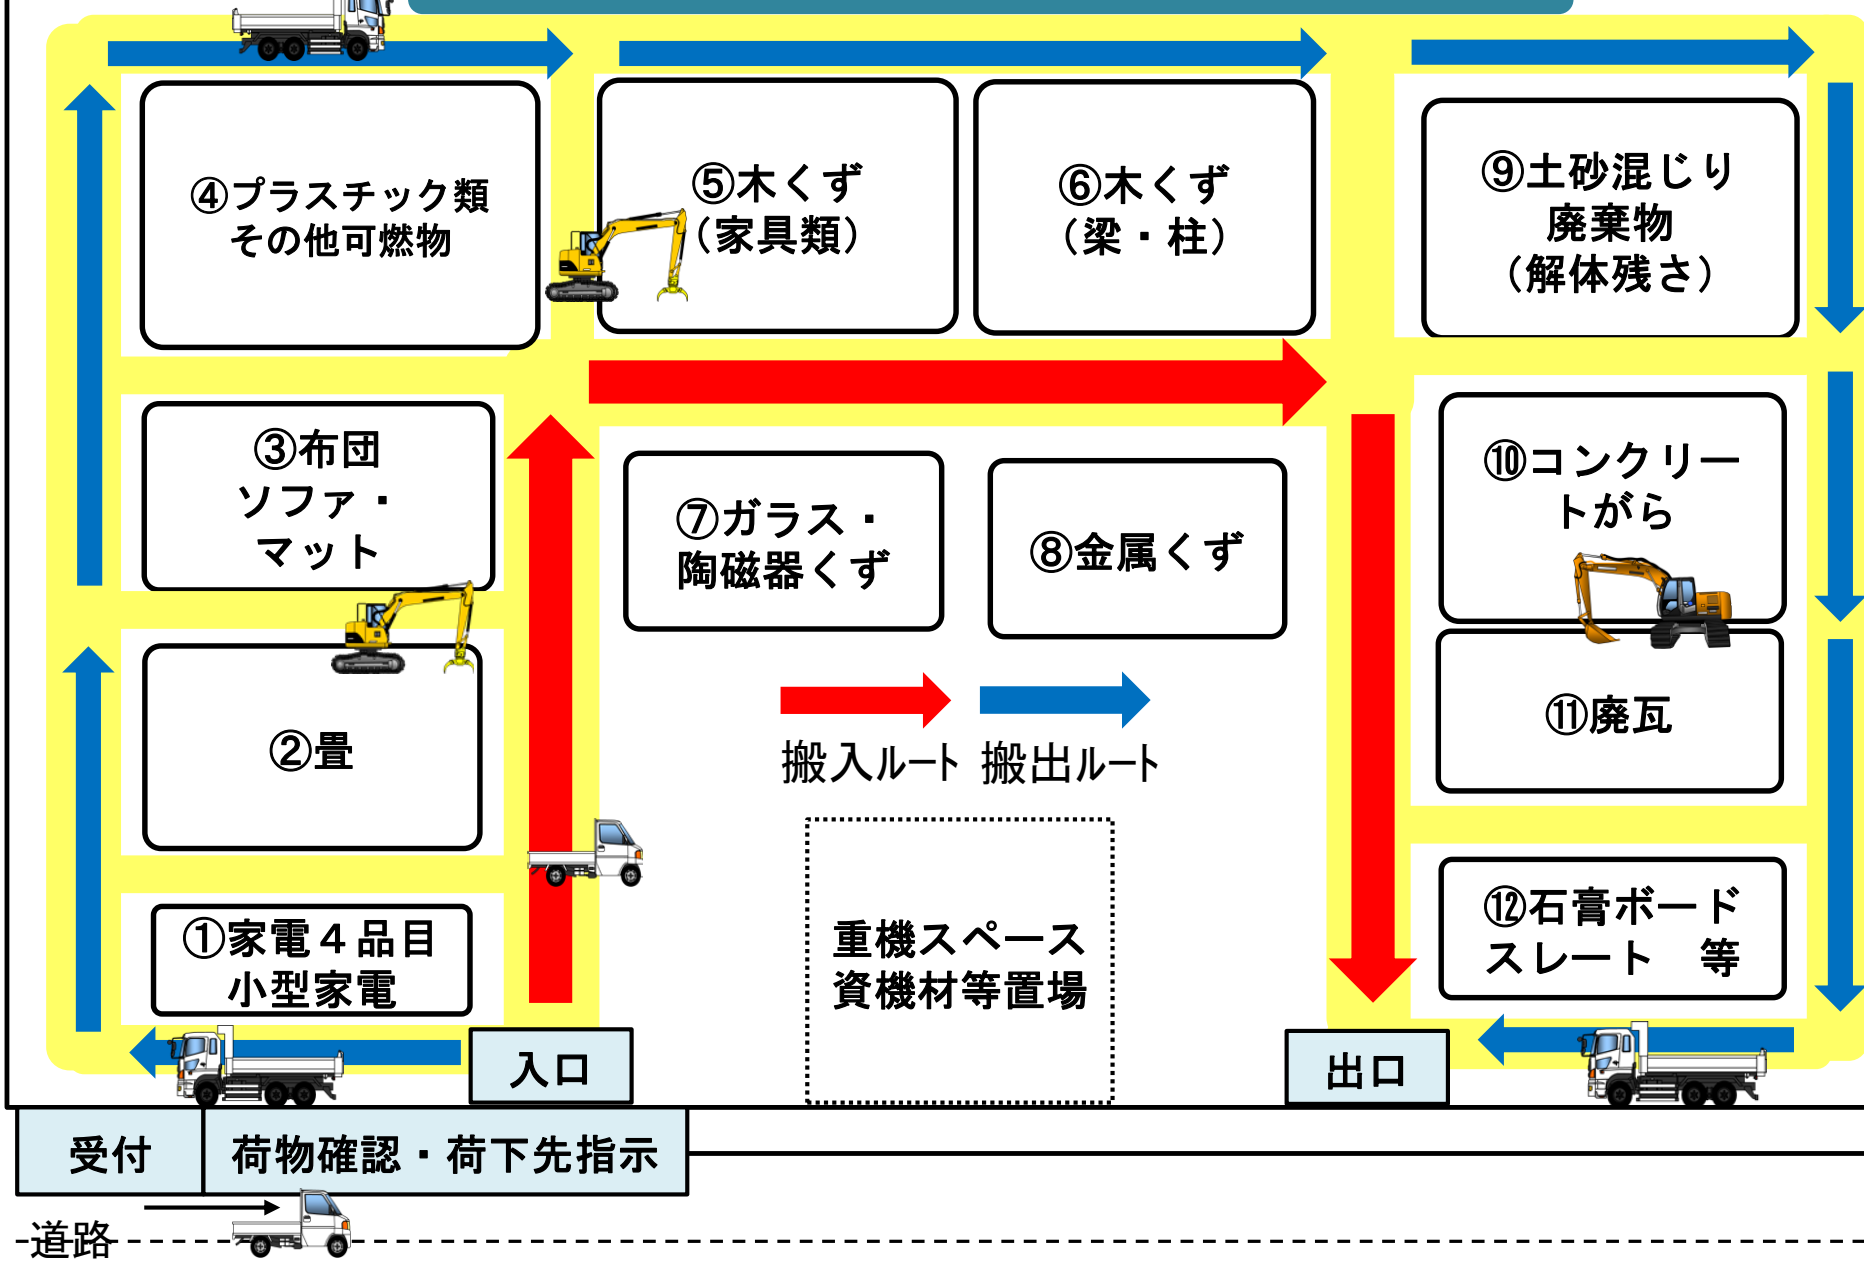 ④プラスチック類
その他可燃物
⑤木くず
（家具類）
⑥木くず
（梁・柱）
⑨土砂混じり
廃棄物
（解体残さ）
③布団
ソファ・
マット
⑦ガラス・
陶磁器くず
⑧金属くず
⑩コンクリー
トがら
②畳
搬入ルート
搬出ルート
⑪廃瓦
①家電４品目
小型家電
重機スペース
資機材等置場
⑫石膏ボード
スレート　等
入口
出口
受付
荷物確認・荷下先指示
道路